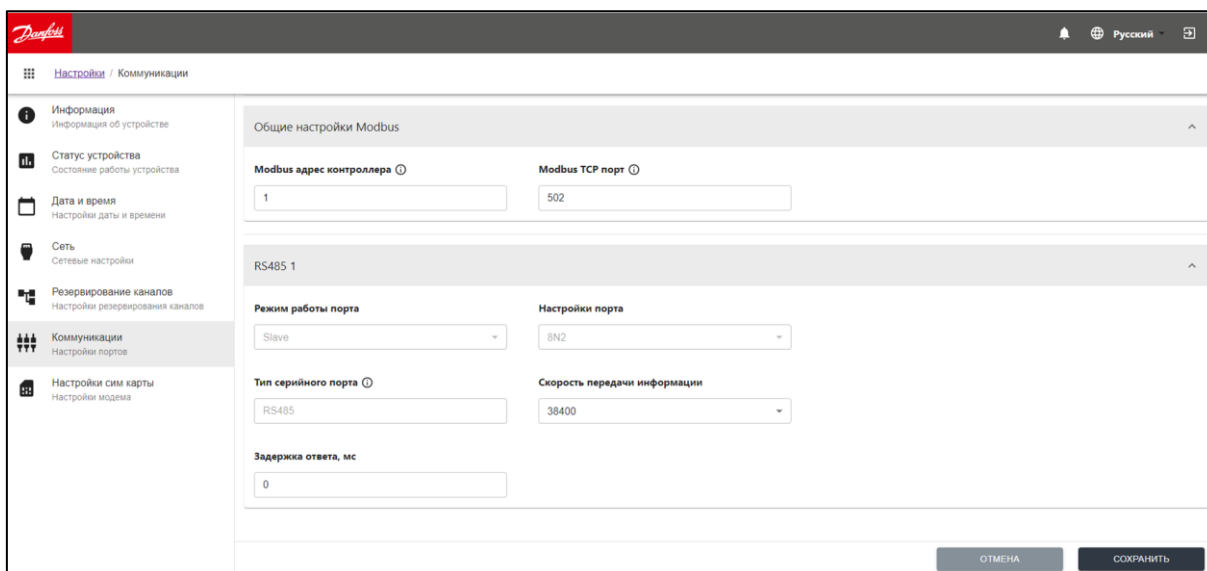 Danfoss
Русский
Настройки / Коммуникации
Информация
Информация об устройстве
Статус устройства
Состояние работы устройства
Дата и время
Настройки даты и времени
Сеть
Сетевые настройки
Резервирование каналов
Настройки резервирования каналов
Коммуникации
Настройки портов
Настройки сим карты
Настройки модема
Общие настройки Modbus
Modbus адрес контроллера
Modbus TCP порт
1
502
RS485 1
Режим работы порта
Настройки порта
Slave
8N2
Тип серийного порта
Скорость передачи информации
RS485
38400
Задержка ответа, мс
0
ОТМЕНА
СОХРАНИТЬ